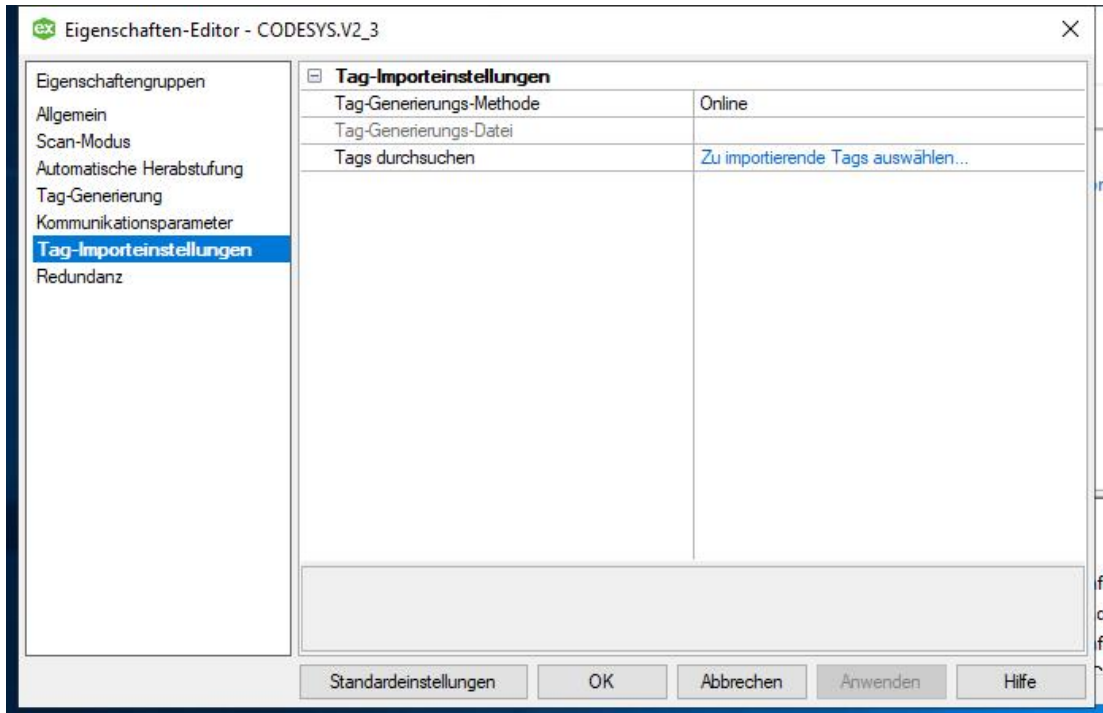 Eigenschaften-Editor - CODESYS.V2_3
Eigenschaftengruppen
Allgemein
Scan-Modus
Automatische Herabstufung
Tag-Generierung
Kommunikationsparameter
Tag-Importeinstellungen
Redundanz
Tag-Importeinstellungen
Tag-Generierungs-Methode Online
Tag-Generierungs-Datei
Tags durchsuchen Zu importierende Tags auswählen...
Standardeinstellungen OK Abbrechen Anwenden Hilfe